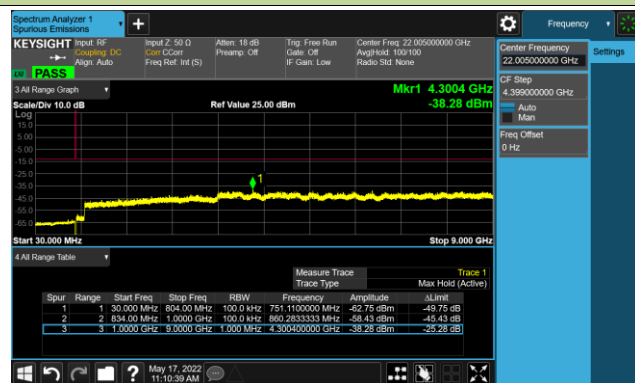 Spectrum Analyzer 1
Spurious Emissions
Frequency
KEYSIGHT
Input: RF
Coupling: DC
Align: Auto
Input Z: 50 Ω
Corr CCorr
Freq Ref: Int (S)
Atten: 18 dB
Preamp: Off
Trig: Free Run
Gate: Off
IF Gain: Low
Center Freq: 22.005000000 GHz
Avg|Hold: 100/100
Radio Std: None
PASS
Center Frequency
22.005000000 GHz
Settings
CF Step
4.399000000 GHz
Auto
Man
Freq Offset
0 Hz
3 All Range Graph
Mkr1 4.3004 GHz
Scale/Div 10.0 dB
Ref Value 25.00 dBm
-38.28 dBm
Log
15.0
5.00
-5.00
-15.0
-25.0
-35.0
-45.0
-55.0
-65.0
1
Start 30.000 MHz
Stop 9.000 GHz
4 All Range Table
Measure Trace Trace 1
Trace Type Max Hold (Active)
Spur Range Start Freq Stop Freq RBW Frequency Amplitude ΔLimit
1 1 30.000 MHz 804.00 MHz 100.0 kHz 751.1100000 MHz -62.75 dBm -49.75 dB
2 2 834.00 MHz 1.0000 GHz 100.0 kHz 860.2833333 MHz -58.43 dBm -45.43 dB
3 3 1.0000 GHz 9.0000 GHz 1.000 MHz 4.300400000 GHz -38.28 dBm -25.28 dB
May 17, 2022
11:10:39 AM